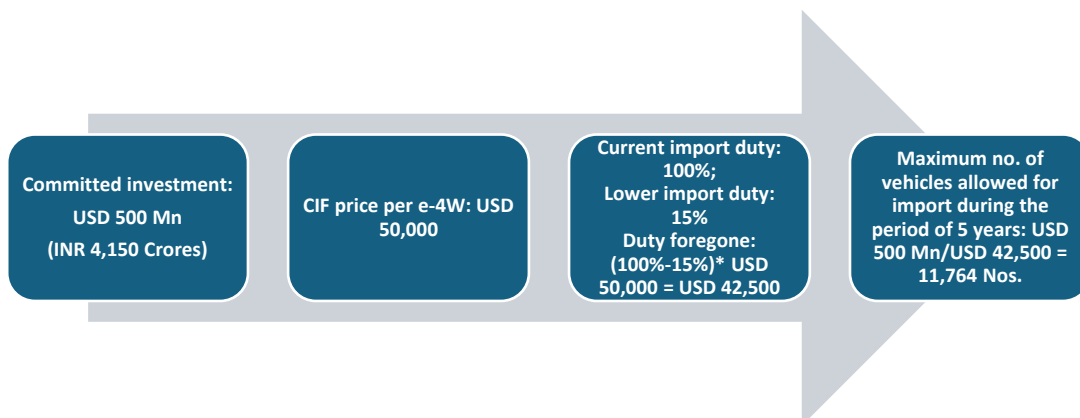 Committed investment:
USD 500 Mn
(INR 4,150 Crores)
CIF price per e-4W: USD
50,000
Current import duty:
100%;
Lower import duty:
15%
Duty foregone:
(100%-15%)* USD
50,000 = USD 42,500
Maximum no. of
vehicles allowed for
import during the
period of 5 years: USD
500 Mn/USD 42,500 =
11,764 Nos.